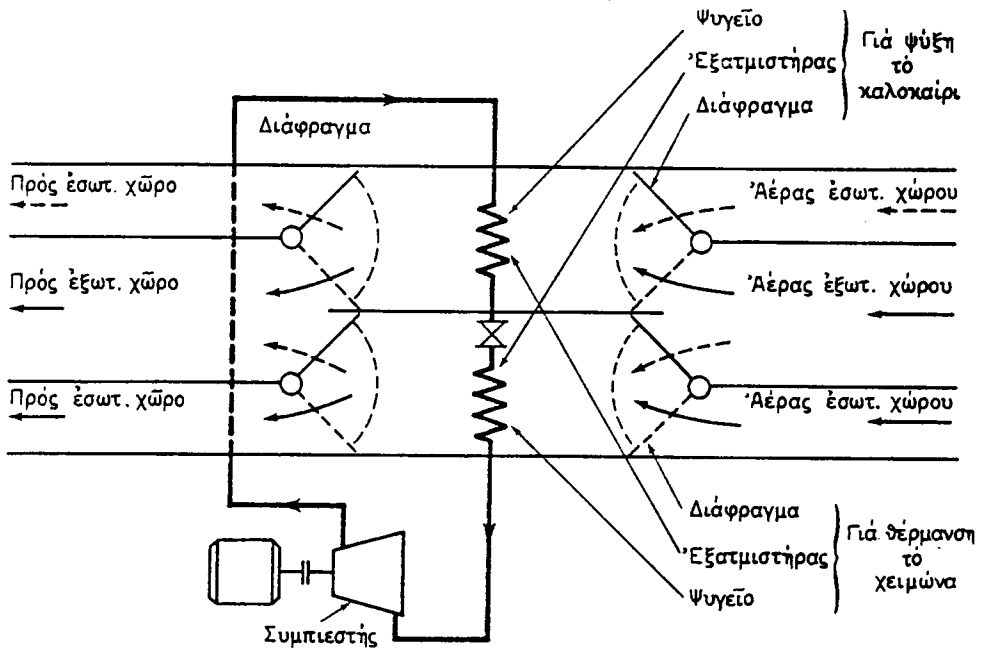 Ψυγεῖο
Ἐξατμιστήρας
Διάφραγμα
Γιά ψύξη
τό
καλοκαίρι
Διάφραγμα
Πρός ἐσωτ. χῶρο
Πρός ἐξωτ. χῶρο
Πρός ἐσωτ. χῶρο
Ἀέρας ἐσωτ. χώρου
Ἀέρας ἐξωτ. χώρου
Ἀέρας ἐσωτ. χώρου
Διάφραγμα
Ἐξατμιστήρας
Ψυγεῖο
Γιά θέρμανση
τό
χειμώνα
Συμπιεστής